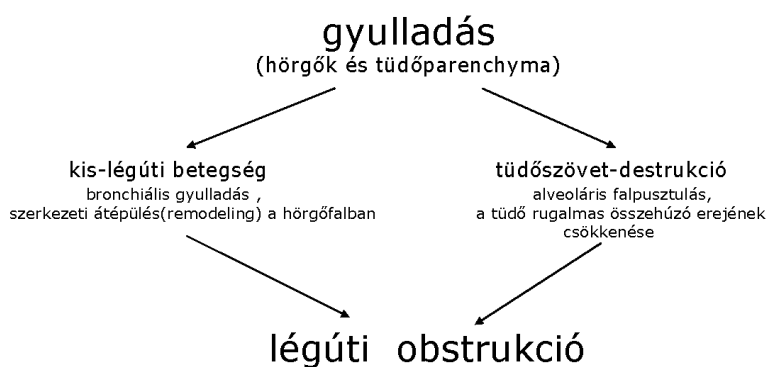 gyulladás
(hörgők és tüdőparenchyma)
kis-légúti betegség
bronchiális gyulladás ,
szerkezeti átépülés(remodeling) a hörgőfalban
tüdőszövet-destrukció
alveoláris falpusztulás,
a tüdő rugalmas összehúzó erejének
csökkenése
légúti obstrukció